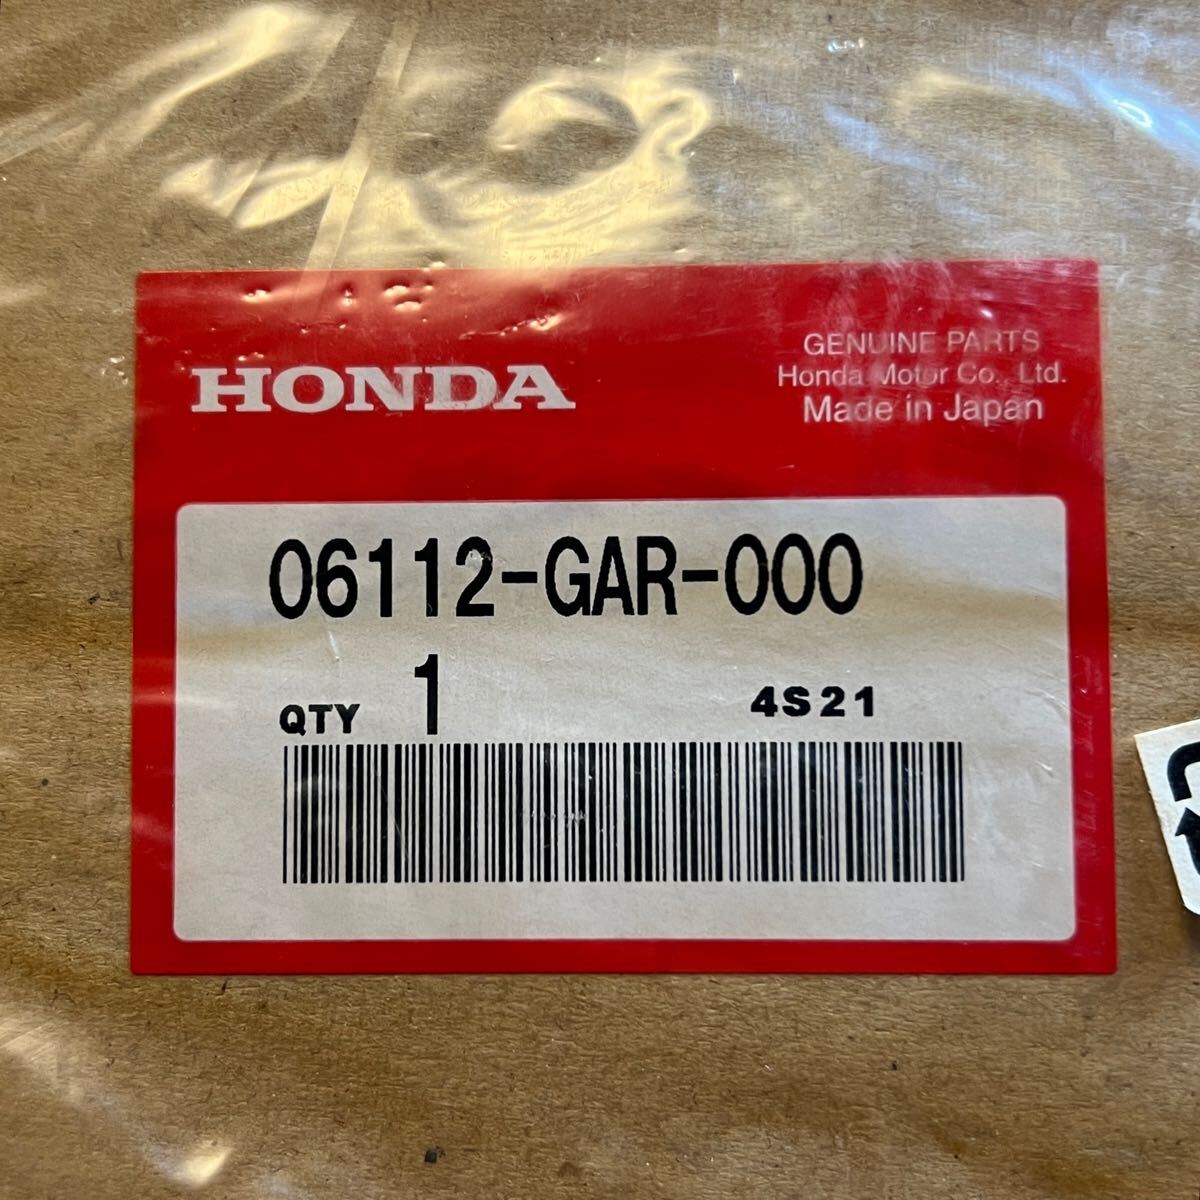 HONDA
GENUINE PARTS
Honda Motor Co., Ltd.
Made in Japan
06112-GAR-000
QTY 1 4S21